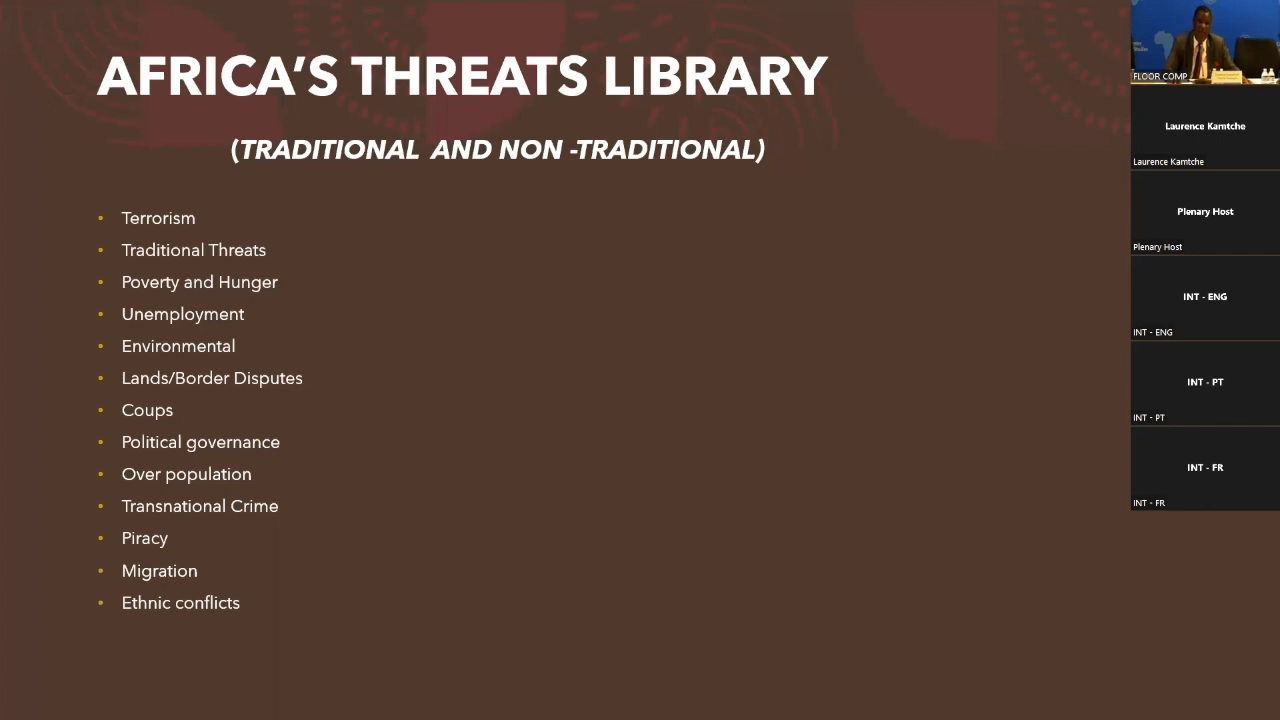 AFRICA'S THREATS LIBRARY
(TRADITIONAL AND NON -TRADITIONAL)
Terrorism
Traditional Threats
Poverty and Hunger
Unemployment
Environmental
Lands/Border Disputes
Coups
Political governance
Over population
Transnational Crime
Piracy
Migration
Ethnic conflicts
FLOOR COMP
Laurence Kamtche
Laurence Kamtche
Plenary Host
Plenary Host
INT - ENG
INT - ENG
INT - PT
INT - PT
INT - FR
INT - FR